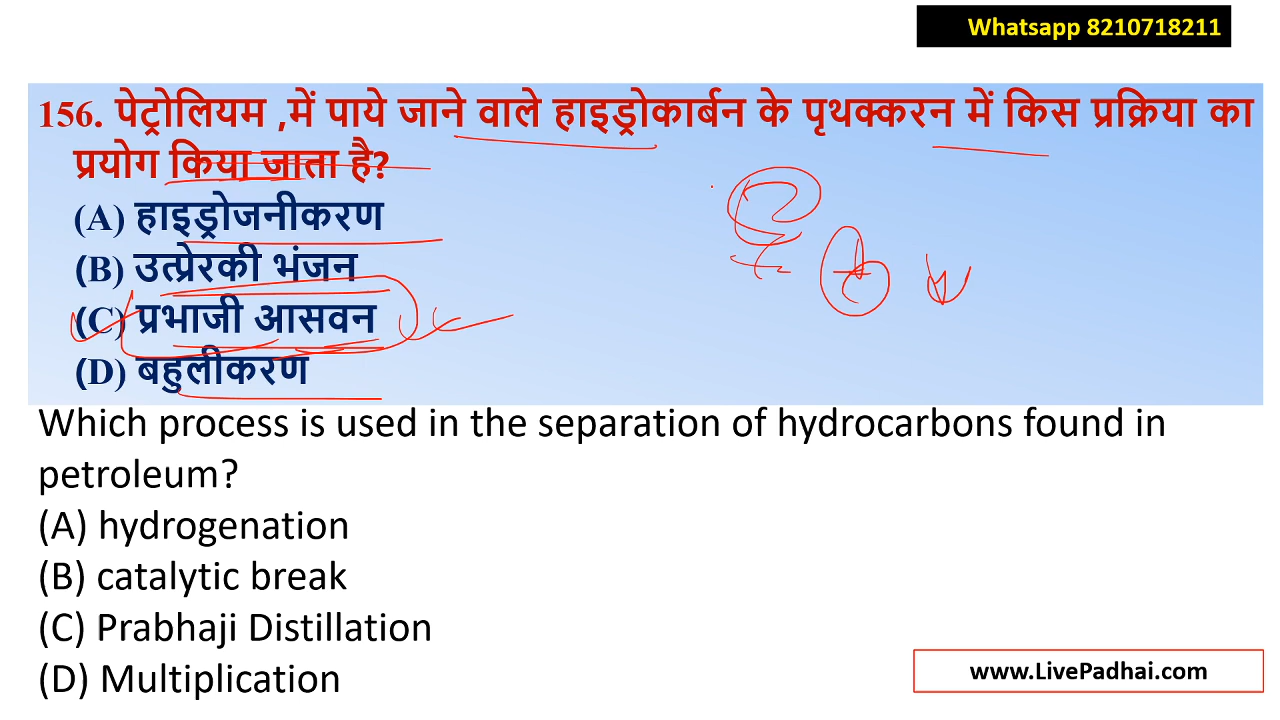 Whatsapp 8210718211
156. पेट्रोलियम ,में पाये जाने वाले हाइड्रोकार्बन के पृथक्करन में किस प्रक्रिया का
प्रयोग किया जाता है?
(A) हाइड्रोजनीकरण
(B) उत्प्रेरकी भंजन
(C) प्रभाजी आसवन
(D) बहुलीकरण
Which process is used in the separation of hydrocarbons found in
petroleum?
(A) hydrogenation
(B) catalytic break
(C) Prabhaji Distillation
(D) Multiplication
www.LivePadhai.com